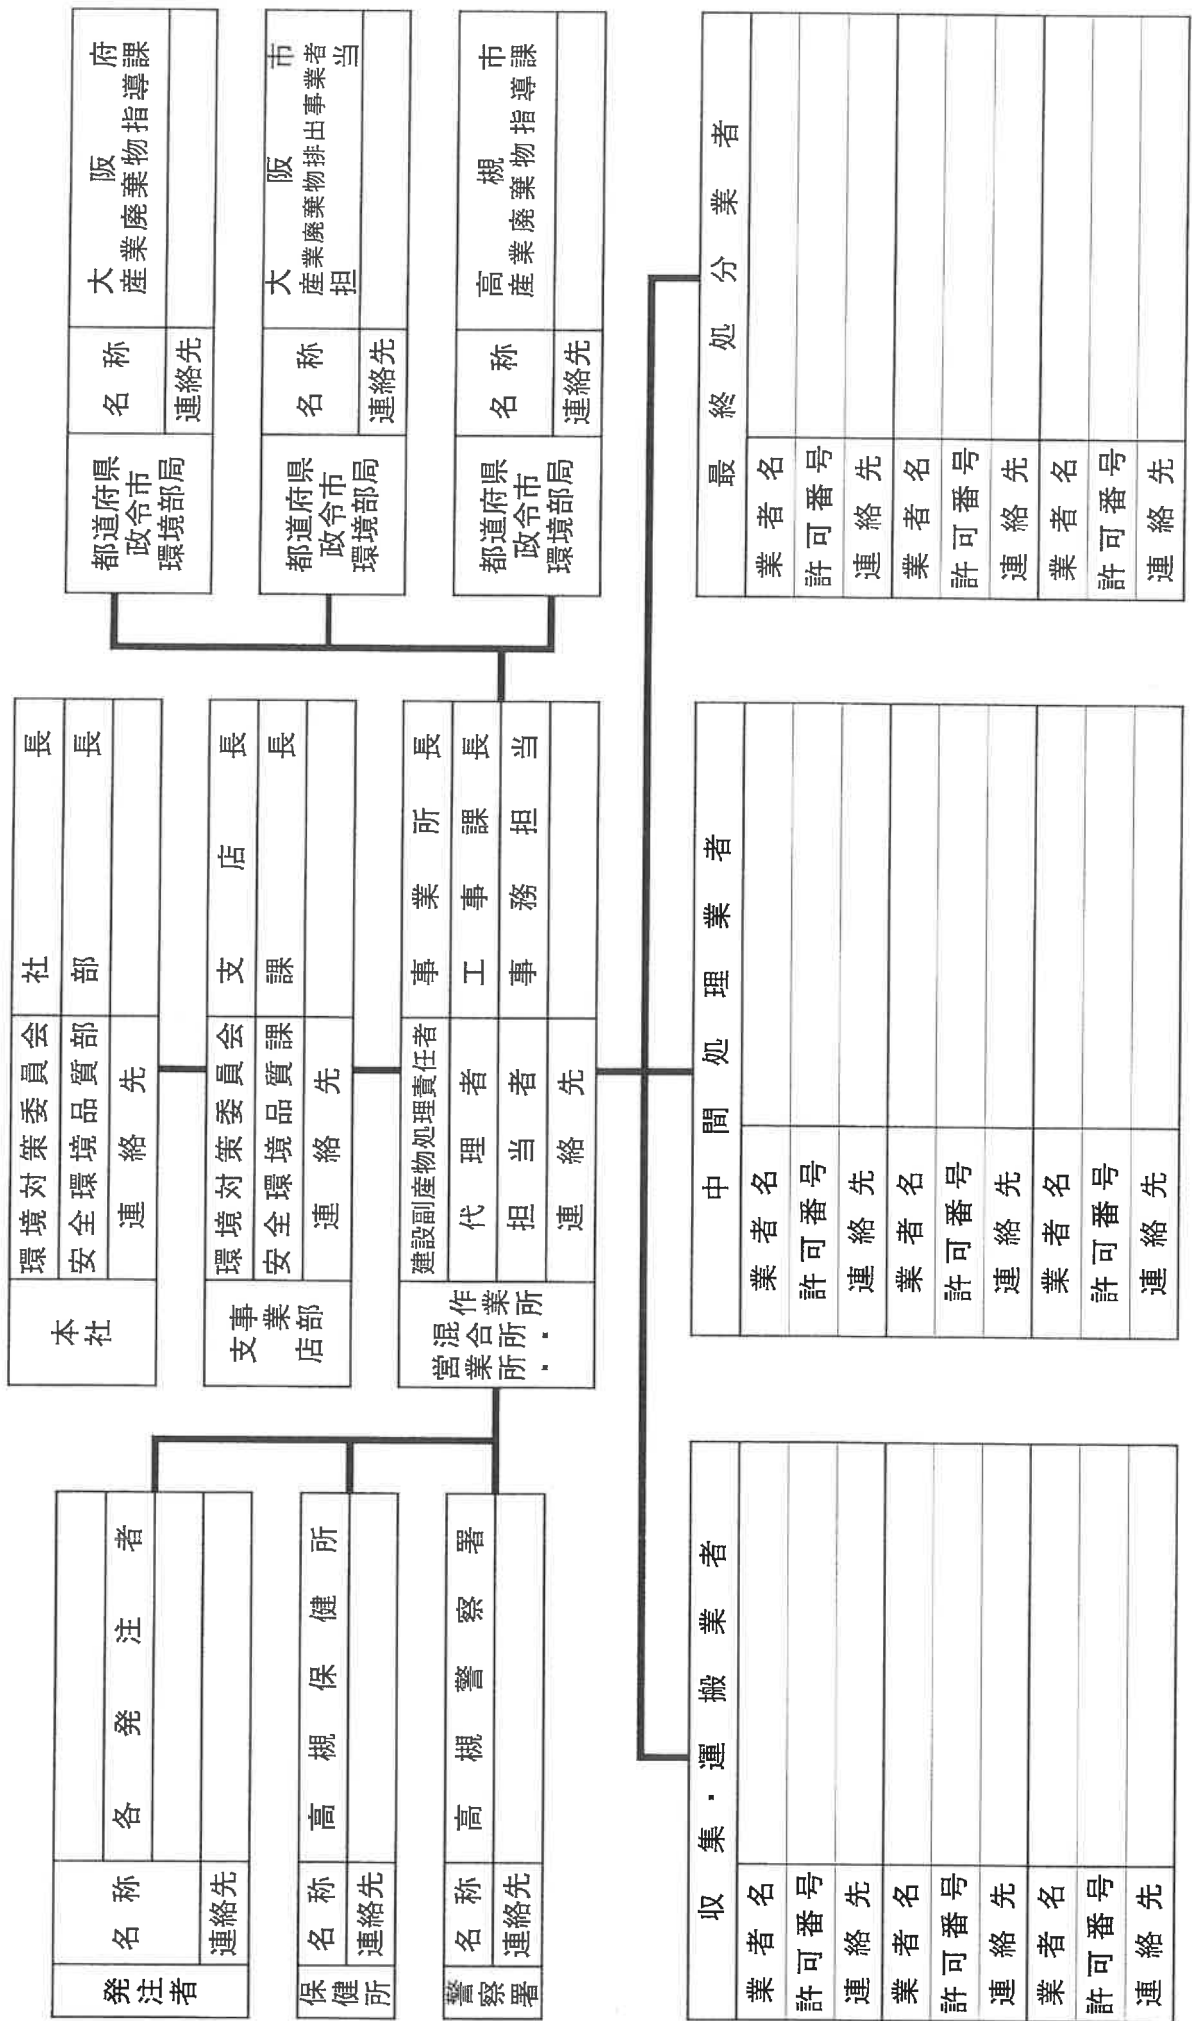 本社
環境対策委員会 社長
安全環境品質部 部長
連絡先
支店
事業部
環境対策委員会 支店長
安全環境品質課 課長
連絡先
営業所・
混合所・
作業所
建設副産物処理責任者 事業所長
代理者 工事課長
担当者 事務担当
連絡先
発注者
名称 各発注者
連絡先
保健所
名称 高槻保健所
連絡先
警察署
名称 高槻警察署
連絡先
都道府県
政令市
環境部局
名称 大阪府
産業廃棄物指導課
連絡先
都道府県
政令市
環境部局
名称 大阪市
産業廃棄物排出事業者
担当
連絡先
都道府県
政令市
環境部局
名称 高槻市
産業廃棄物指導課
連絡先
収集・運搬業者
業者名
許可番号
連絡先
業者名
許可番号
連絡先
業者名
許可番号
連絡先
中間処理業者
業者名
許可番号
連絡先
業者名
許可番号
連絡先
業者名
許可番号
連絡先
最終処分業者
業者名
許可番号
連絡先
業者名
許可番号
連絡先
業者名
許可番号
連絡先